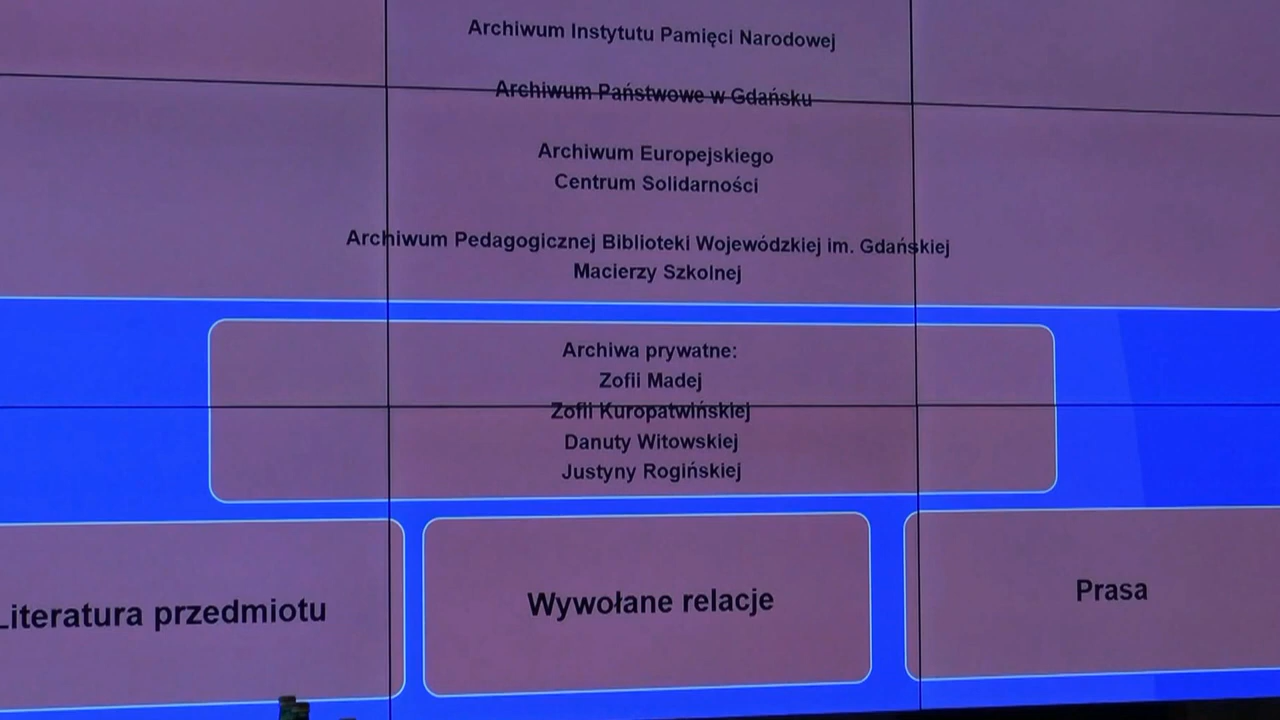 Archiwum Instytutu Pamięci Narodowej
Archiwum Państwowe w Gdańsku
Archiwum Europejskiego
Centrum Solidarności
Archiwum Pedagogicznej Biblioteki Wojewódzkiej im. Gdańskiej
Macierzy Szkolnej
Archiwa prywatne:
Zofii Madej
Zofii Kuropatwińskiej
Danuty Witowskiej
Justyny Rogińskiej
Literatura przedmiotu
Wywołane relacje
Prasa